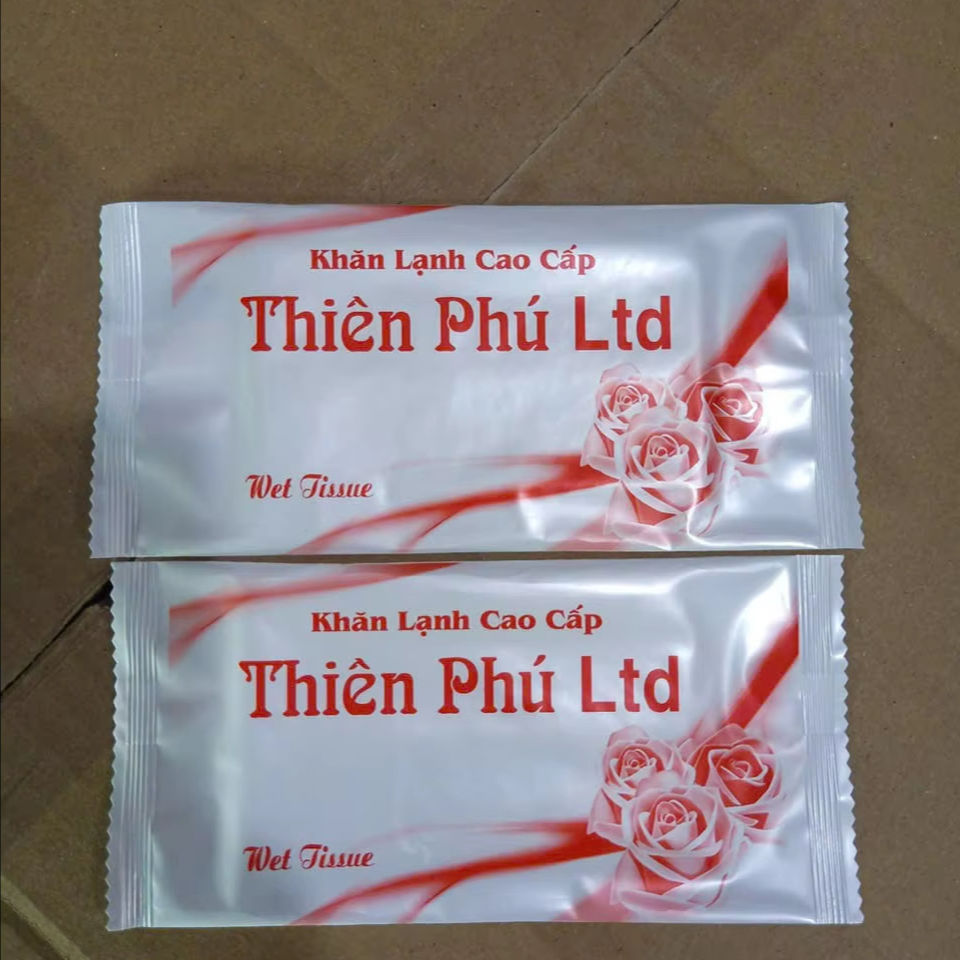 Khăn Lạnh Cao Cấp
Thiên Phú Ltd
Wet Tissue
Khăn Lạnh Cao Cấp
Thiên Phú Ltd
Wet Tissue